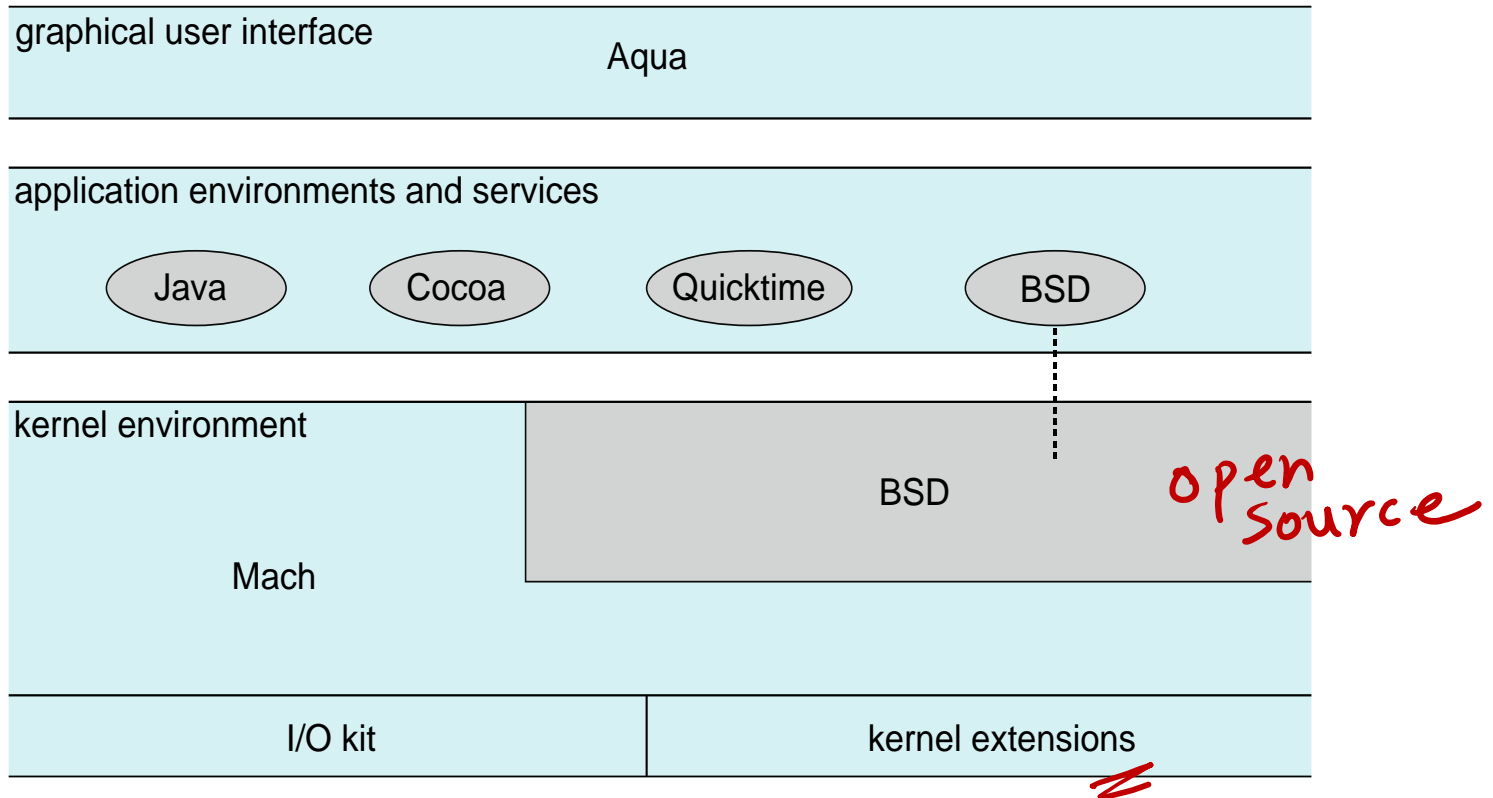 graphical user interface
Aqua
application environments and services
Java Cocoa Quicktime BSD
kernel environment
BSD
open
source
Mach
I/O kit kernel extensions